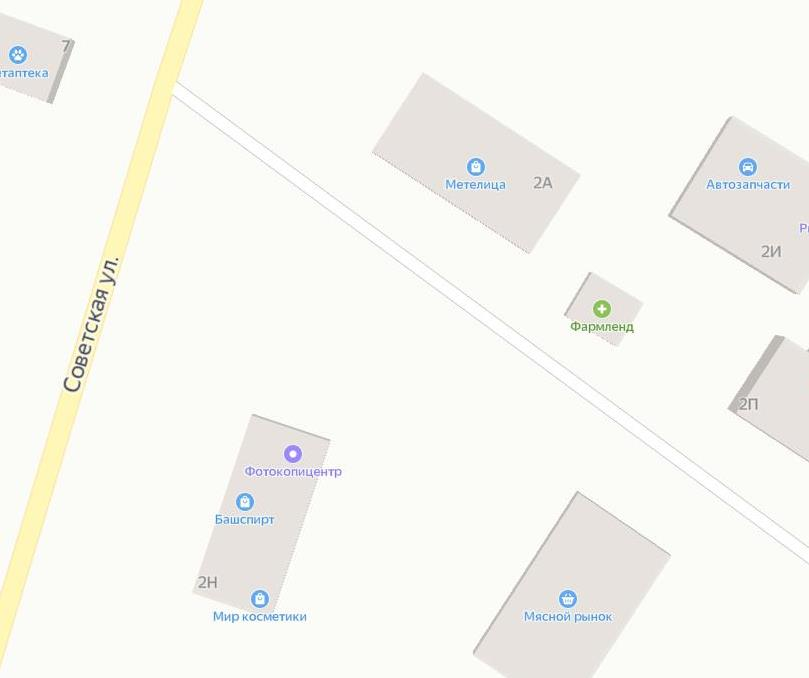 7
Метелица
2А
Автозапчасти
2И
Советская ул.
Фармленд
2П
Фотокопицентр
Башспирт
2Н
Мир косметики
Мясной рынок